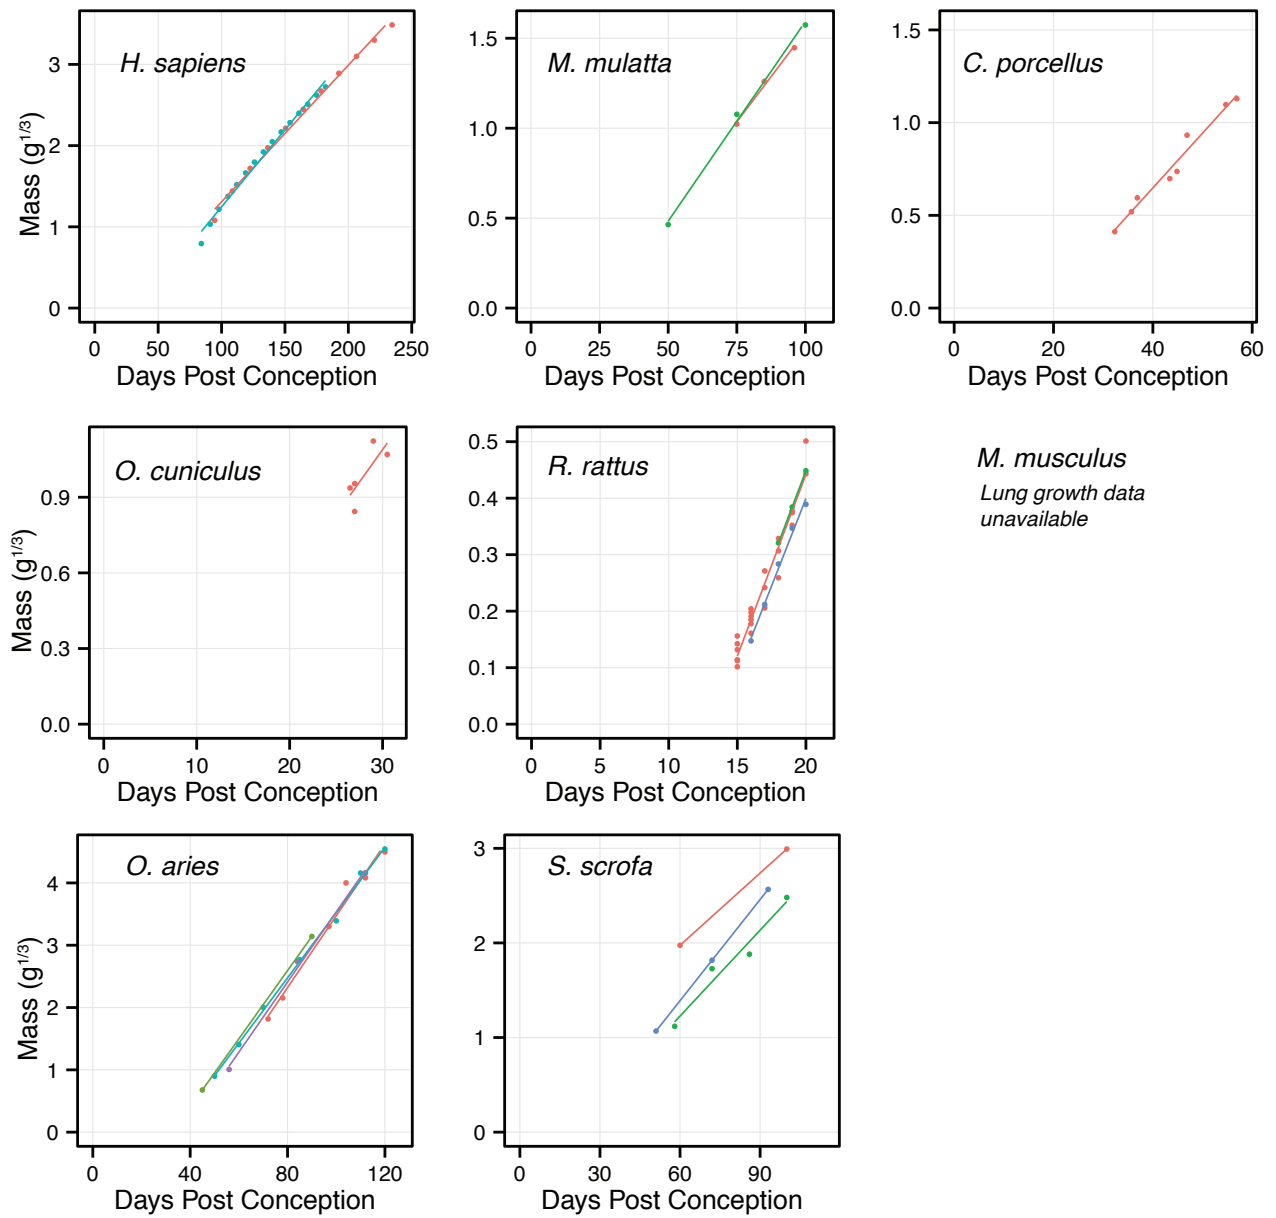 H. sapiens
Mass (g1/3)
3
2
1
0
0 50 100 150 200 250
Days Post Conception
M. mulatta
1.5
1.0
0.5
0.0
0 25 50 75 100
Days Post Conception
C. porcellus
1.5
1.0
0.5
0.0
0 20 40 60
Days Post Conception
O. cuniculus
Mass (g1/3)
0.9
0.6
0.3
0.0
0 10 20 30
Days Post Conception
R. rattus
0.5
0.4
0.3
0.2
0.1
0.0
0 5 10 15 20
Days Post Conception
M. musculus
Lung growth data
unavailable
O. aries
Mass (g1/3)
4
3
2
1
0
0 40 80 120
Days Post Conception
S. scrofa
3
2
1
0
0 30 60 90
Days Post Conception